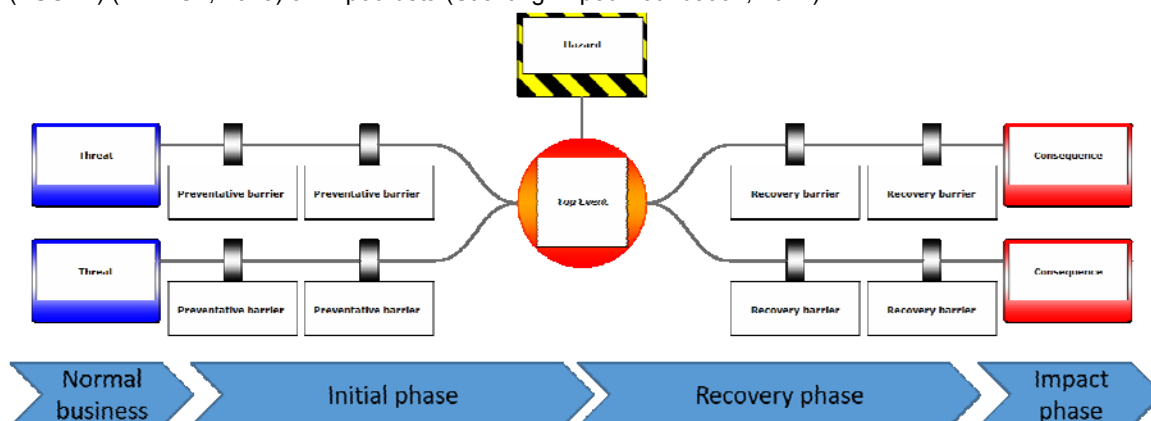 Hazard
Threat
Preventative barrier
Preventative barrier
Top Event
Recovery barrier
Recovery barrier
Consequence
Threat
Preventative barrier
Preventative barrier
Recovery barrier
Recovery barrier
Consequence
Normal
business
Initial phase
Recovery phase
Impact
phase